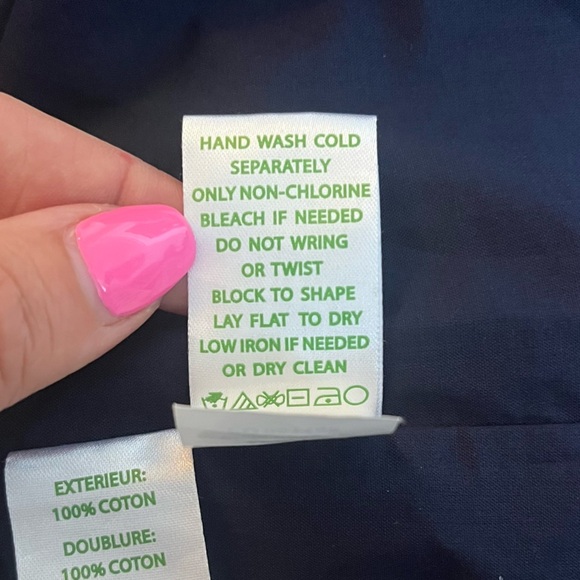 HAND WASH COLD
SEPARATELY
ONLY NON-CHLORINE
BLEACH IF NEEDED
DO NOT WRING
OR TWIST
BLOCK TO SHAPE
LAY FLAT TO DRY
LOW IRON IF NEEDED
OR DRY CLEAN
EXTERIEUR:
100% COTON
DOUBLURE:
100% COTON